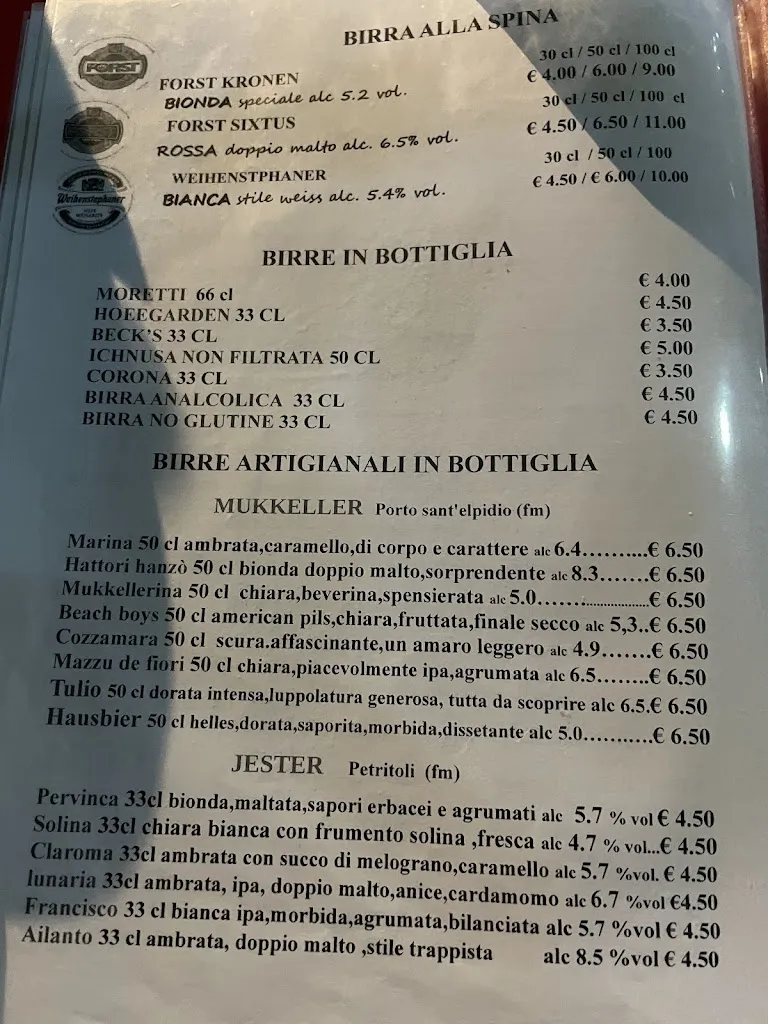 BIRRA ALLA SPINA
30 cl / 50 cl / 100 cl
FORST
FORST KRONEN € 4.00 / 6.00 / 9.00
BIONDA speciale alc 5.2 vol.
30 cl / 50 cl / 100 cl
FORST SIXTUS € 4.50 / 6.50 / 11.00
ROSSA doppio malto alc. 6.5% vol.
30 cl / 50 cl / 100
WEIHENSTPHANER € 4.50 / € 6.00 / 10.00
Weihenstephaner
BIANCA stile weiss alc. 5.4% vol.
BIRRE IN BOTTIGLIA
MORETTI 66 cl € 4.00
HOEEGARDEN 33 CL € 4.50
BECK'S 33 CL € 3.50
ICHNUSA NON FILTRATA 50 CL € 5.00
CORONA 33 CL € 3.50
BIRRA ANALCOLICA 33 CL € 4.50
BIRRA NO GLUTINE 33 CL € 4.50
BIRRE ARTIGIANALI IN BOTTIGLIA
MUKKELLER Porto sant'elpidio (fm)
Marina 50 cl ambrata,caramello,di corpo e carattere alc 6.4..........€ 6.50
Hattori hanzò 50 cl bionda doppio malto,sorprendente alc 8.3.......€ 6.50
Mukkellerina 50 cl chiara,beverina,spensierata alc 5.0.........................€ 6.50
Beach boys 50 cl american pils,chiara,fruttata,finale secco alc 5,3..€ 6.50
Cozzamara 50 cl scura.affascinante,un amaro leggero alc 4.9.......€ 6.50
Mazzu de fiori 50 cl chiara,piacevolmente ipa,agrumata alc 6.5........€ 6.50
Tulio 50 cl dorata intensa,luppolatura generosa, tutta da scoprire alc 6.5.€ 6.50
Hausbier 50 cl helles,dorata,saporita,morbida,dissetante alc 5.0...........€ 6.50
JESTER Petritoli (fm)
Pervinca 33cl bionda,maltata,sapori erbacei e agrumati alc 5.7 % vol € 4.50
Solina 33cl chiara bianca con frumento solina ,fresca alc 4.7 % vol...€ 4.50
Claroma 33cl ambrata con succo di melograno,caramello alc 5.7 %vol. € 4.50
lunaria 33cl ambrata, ipa, doppio malto,anice,cardamomo alc 6.7 %vol €4.50
Francisco 33 cl bianca ipa,morbida,agrumata,bilanciata alc 5.7 %vol € 4.50
Ailanto 33 cl ambrata, doppio malto ,stile trappista alc 8.5 %vol € 4.50